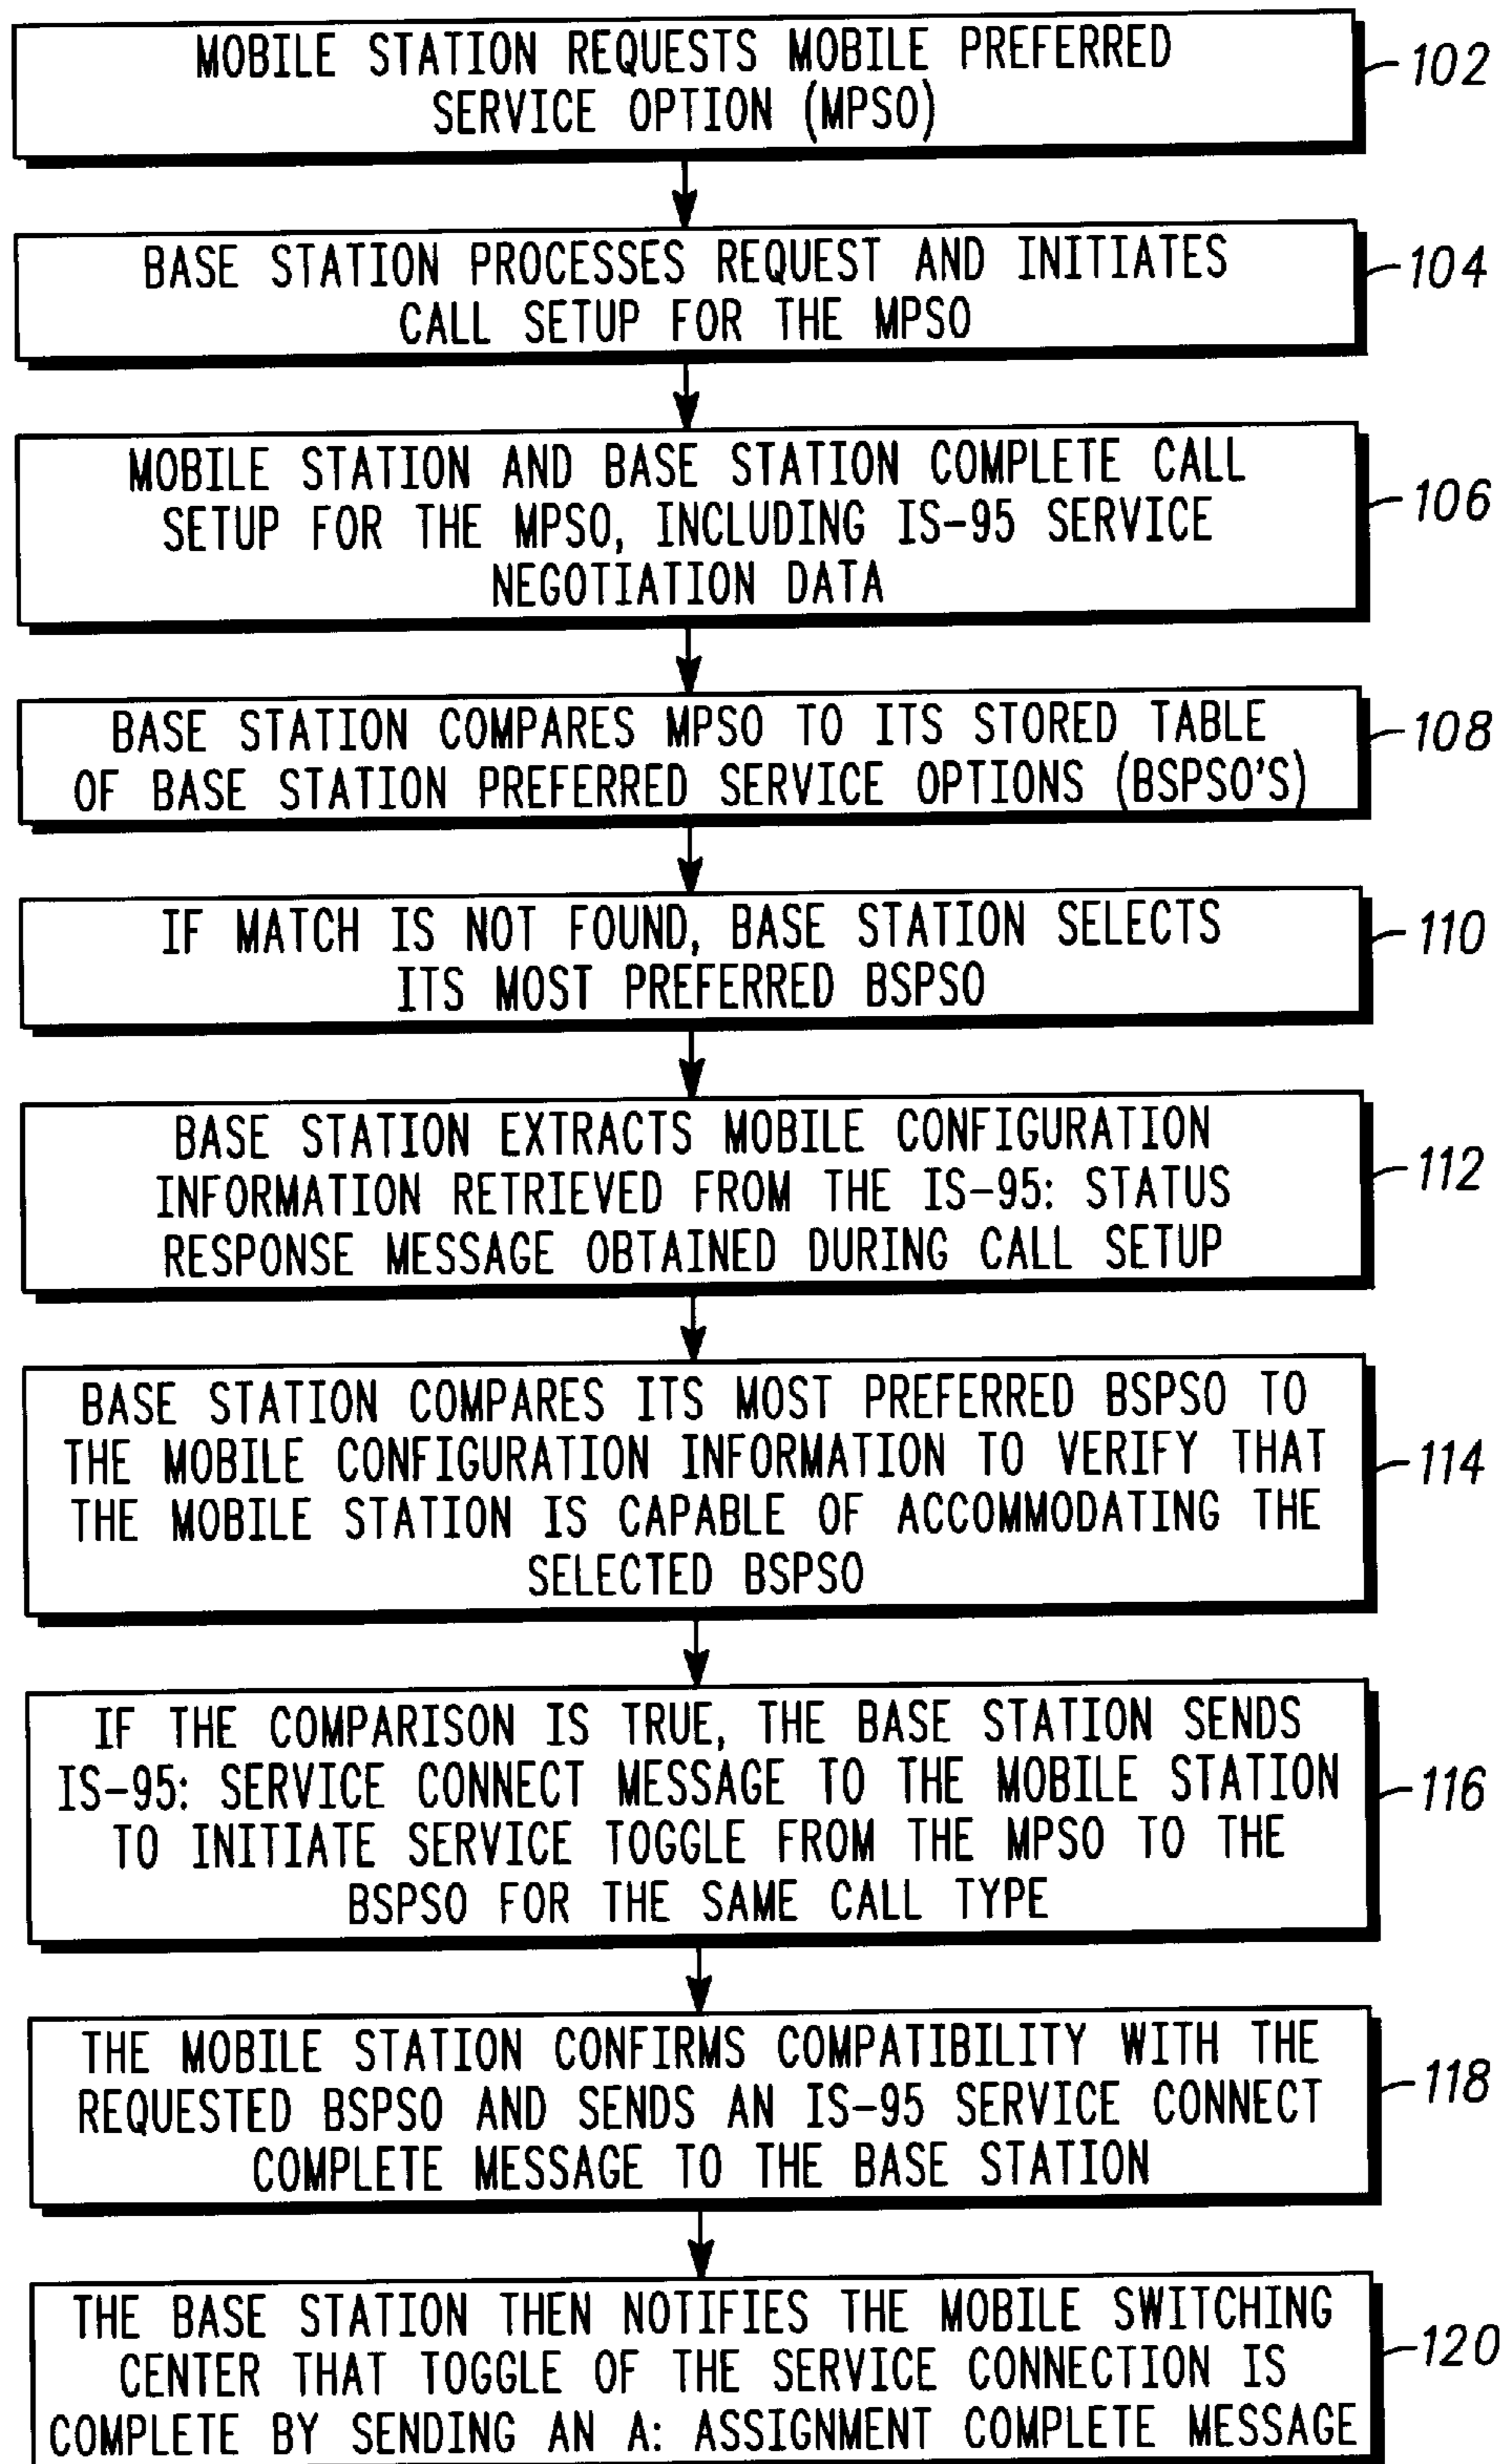 MOBILE STATION REQUESTS MOBILE PREFERRED
SERVICE OPTION (MPSO)
102
BASE STATION PROCESSES REQUEST AND INITIATES
CALL SETUP FOR THE MPSO
104
MOBILE STATION AND BASE STATION COMPLETE CALL
SETUP FOR THE MPSO, INCLUDING IS-95 SERVICE
NEGOTIATION DATA
106
BASE STATION COMPARES MPSO TO ITS STORED TABLE
OF BASE STATION PREFERRED SERVICE OPTIONS (BSPSO'S)
108
IF MATCH IS NOT FOUND, BASE STATION SELECTS
ITS MOST PREFERRED BSPSO
110
BASE STATION EXTRACTS MOBILE CONFIGURATION
INFORMATION RETRIEVED FROM THE IS-95: STATUS
RESPONSE MESSAGE OBTAINED DURING CALL SETUP
112
BASE STATION COMPARES ITS MOST PREFERRED BSPSO TO
THE MOBILE CONFIGURATION INFORMATION TO VERIFY THAT
THE MOBILE STATION IS CAPABLE OF ACCOMMODATING THE
SELECTED BSPSO
114
IF THE COMPARISON IS TRUE, THE BASE STATION SENDS
IS-95: SERVICE CONNECT MESSAGE TO THE MOBILE STATION
TO INITIATE SERVICE TOGGLE FROM THE MPSO TO THE
BSPSO FOR THE SAME CALL TYPE
116
THE MOBILE STATION CONFIRMS COMPATIBILITY WITH THE
REQUESTED BSPSO AND SENDS AN IS-95 SERVICE CONNECT
COMPLETE MESSAGE TO THE BASE STATION
118
THE BASE STATION THEN NOTIFIES THE MOBILE SWITCHING
CENTER THAT TOGGLE OF THE SERVICE CONNECTION IS
COMPLETE BY SENDING AN A: ASSIGNMENT COMPLETE MESSAGE
120